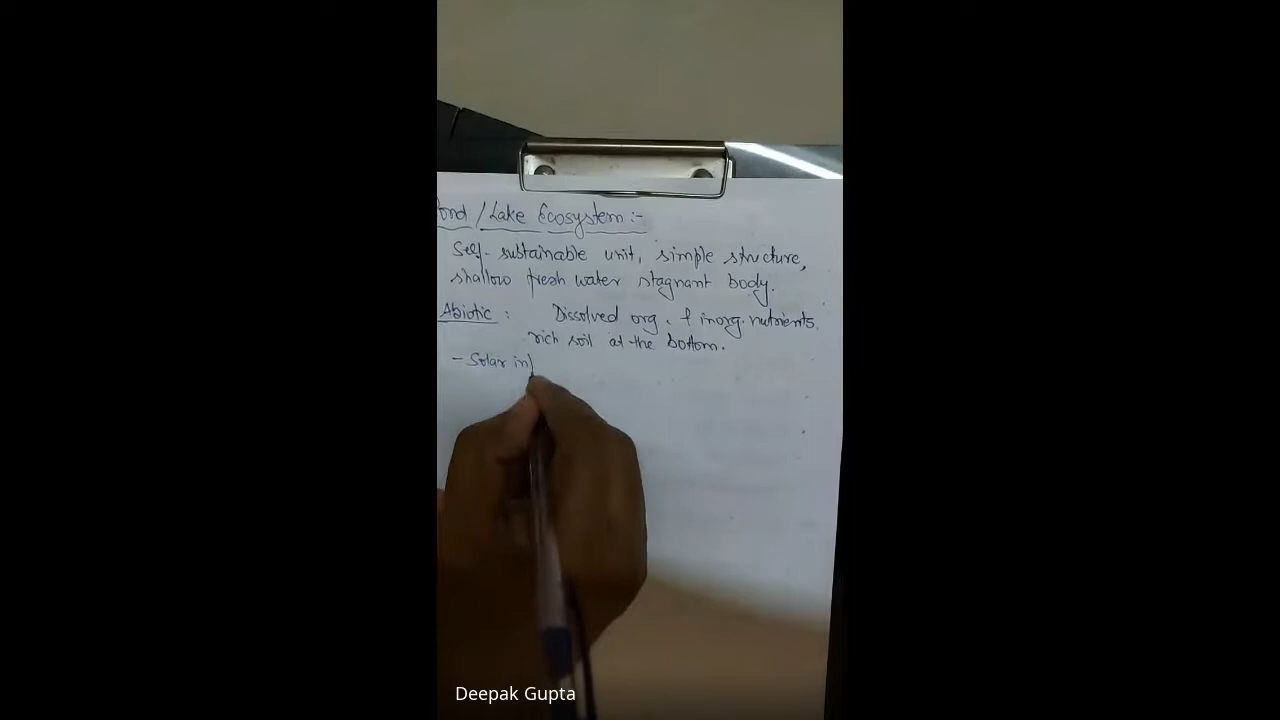 Pond / Lake Ecosystem :-
Self-sustainable unit, simple structure,
shallow fresh water stagnant body.
Abiotic : Dissolved org. & inorg. nutrients,
rich soil at the bottom.
- Solar inf
Deepak Gupta